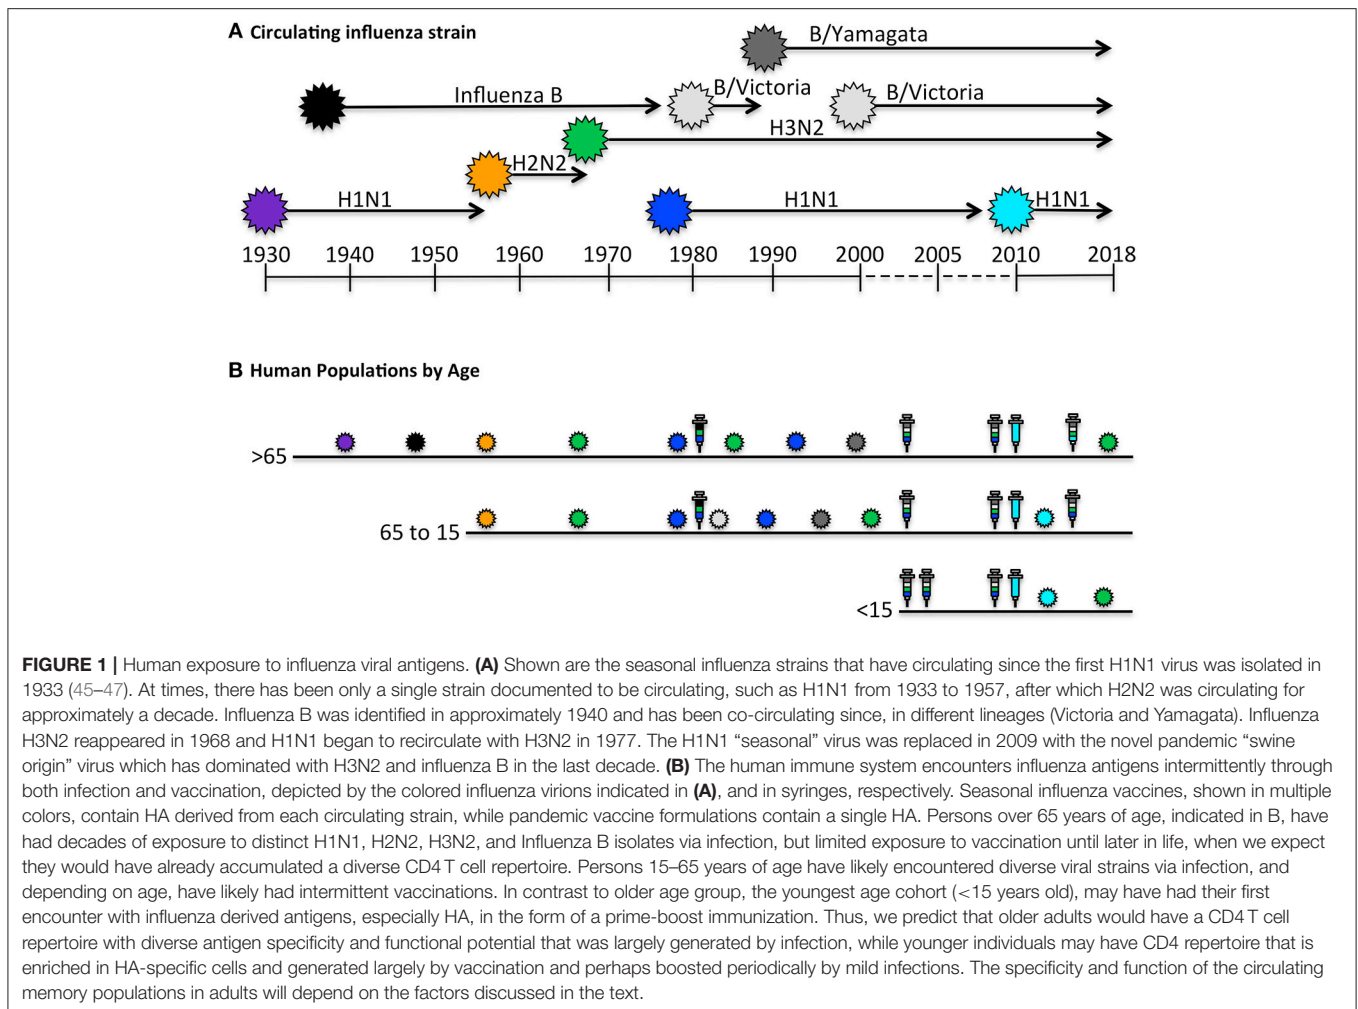 A Circulating influenza strain
B/Yamagata
Influenza B
B/Victoria
B/Victoria
H3N2
H2N2
H1N1
H1N1
H1N1
1930 1940 1950 1960 1970 1980 1990 2000 2005 2010 2018
B Human Populations by Age
>65
65 to 15
<15
FIGURE 1 | Human exposure to influenza viral antigens. (A) Shown are the seasonal influenza strains that have circulating since the first H1N1 virus was isolated in
1933 (45–47). At times, there has been only a single strain documented to be circulating, such as H1N1 from 1933 to 1957, after which H2N2 was circulating for
approximately a decade. Influenza B was identified in approximately 1940 and has been co-circulating since, in different lineages (Victoria and Yamagata). Influenza
H3N2 reappeared in 1968 and H1N1 began to recirculate with H3N2 in 1977. The H1N1 “seasonal” virus was replaced in 2009 with the novel pandemic “swine
origin” virus which has dominated with H3N2 and influenza B in the last decade. (B) The human immune system encounters influenza antigens intermittently through
both infection and vaccination, depicted by the colored influenza virions indicated in (A), and in syringes, respectively. Seasonal influenza vaccines, shown in multiple
colors, contain HA derived from each circulating strain, while pandemic vaccine formulations contain a single HA. Persons over 65 years of age, indicated in B, have
had decades of exposure to distinct H1N1, H2N2, H3N2, and Influenza B isolates via infection, but limited exposure to vaccination until later in life, when we expect
they would have already accumulated a diverse CD4 T cell repertoire. Persons 15–65 years of age have likely encountered diverse viral strains via infection, and
depending on age, have likely had intermittent vaccinations. In contrast to older age group, the youngest age cohort (<15 years old), may have had their first
encounter with influenza derived antigens, especially HA, in the form of a prime-boost immunization. Thus, we predict that older adults would have a CD4 T cell
repertoire with diverse antigen specificity and functional potential that was largely generated by infection, while younger individuals may have CD4 repertoire that is
enriched in HA-specific cells and generated largely by vaccination and perhaps boosted periodically by mild infections. The specificity and function of the circulating
memory populations in adults will depend on the factors discussed in the text.